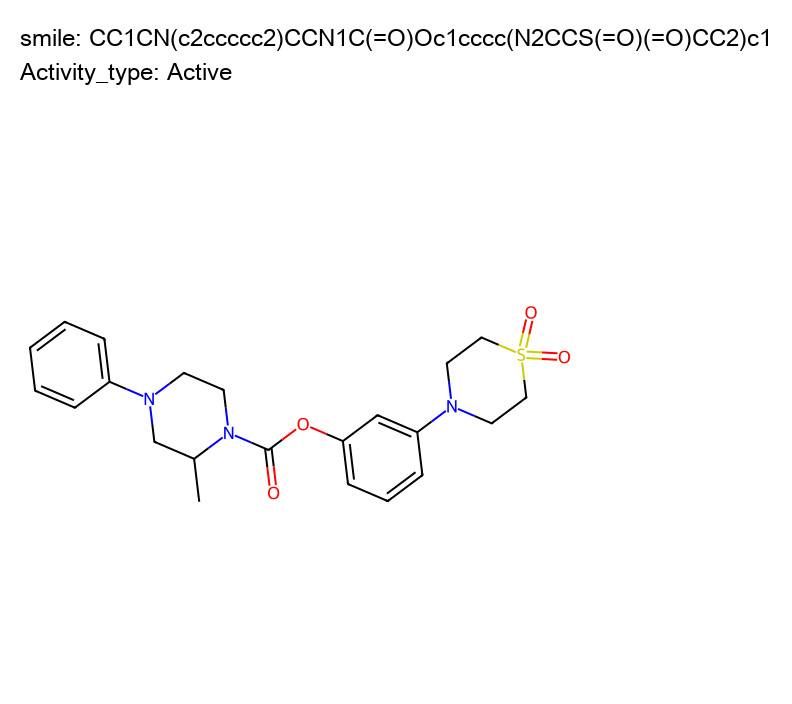 smile: CC1CN(c2ccccc2)CCN1C(=O)Oc1cccc(N2CCS(=O)(=O)CC2)c1
Activity_type: Active
O
S
O
N
N
O
N
O